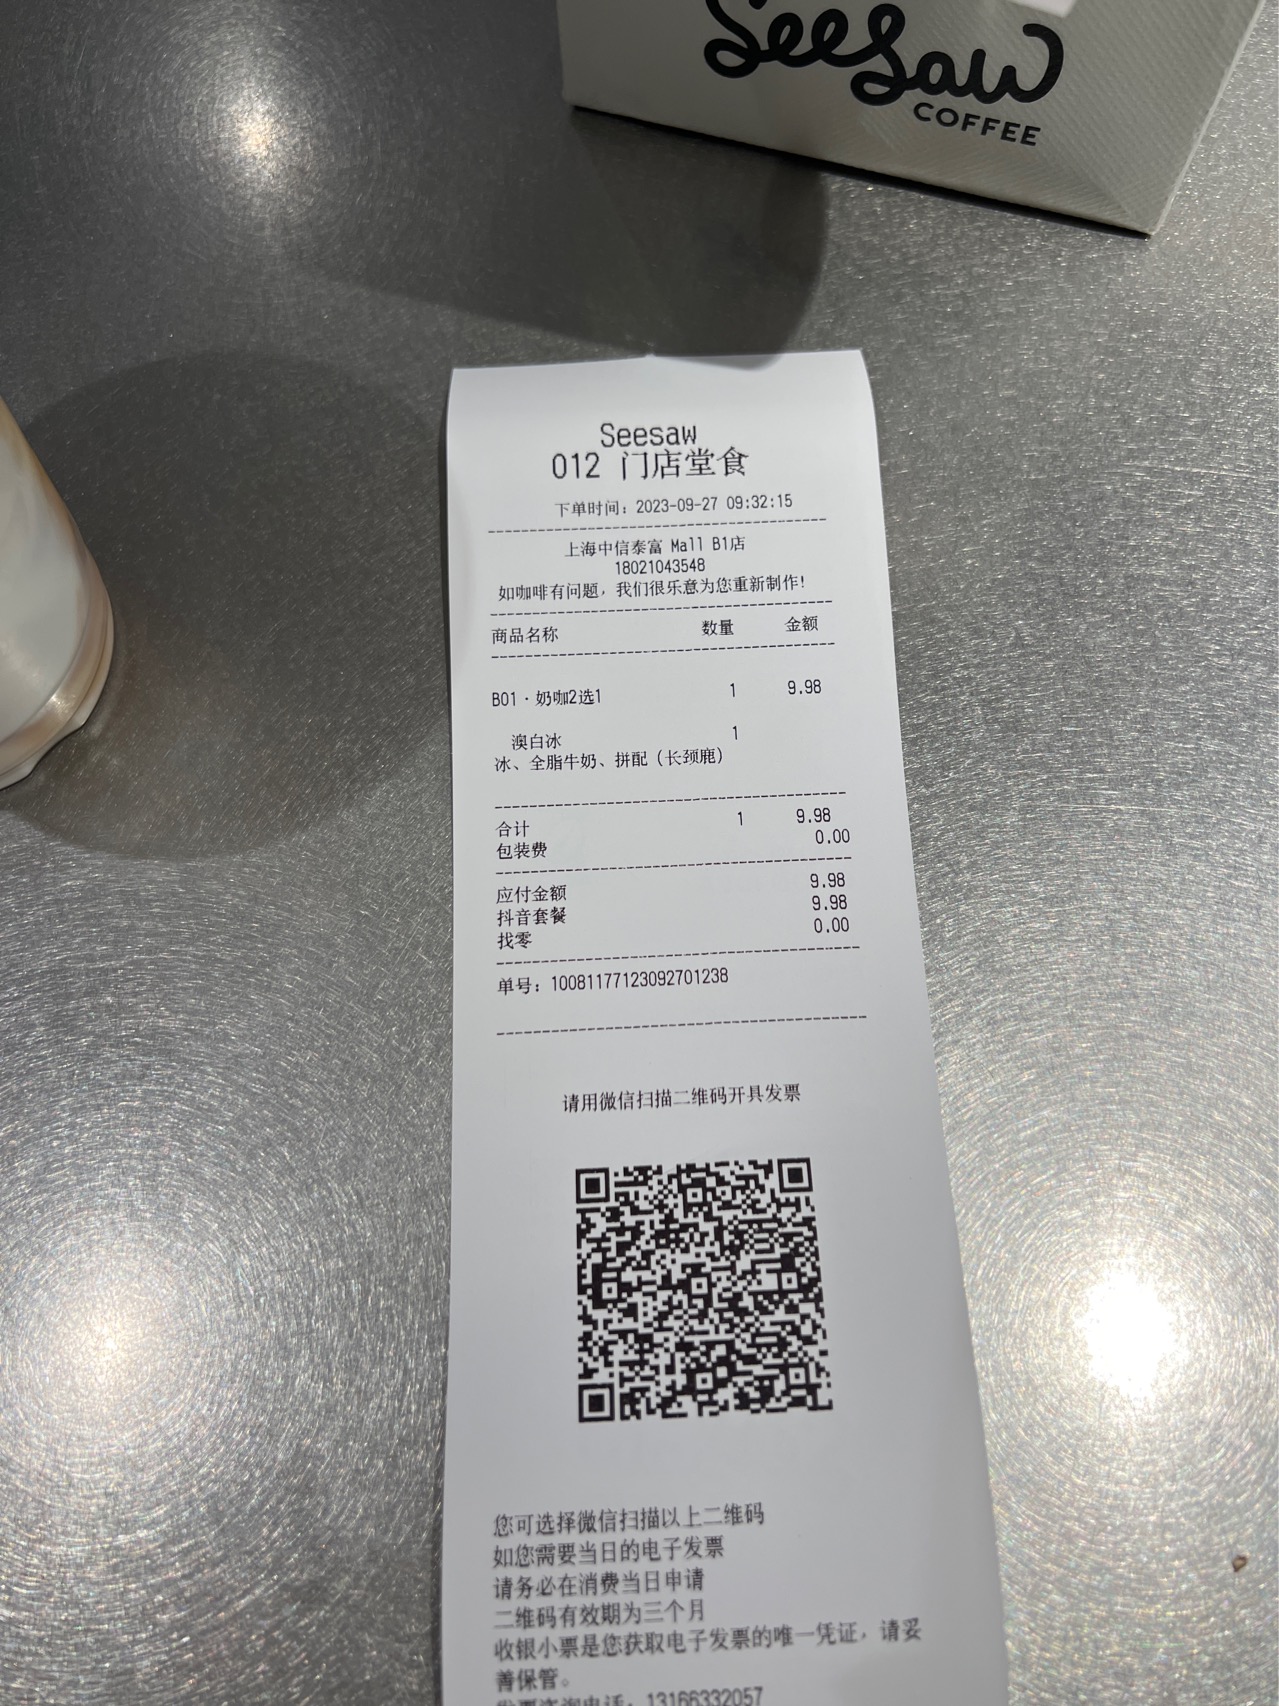 Seesaw
COFFEE
Seesaw
012 门店堂食
下单时间：2023-09-27 09:32:15
上海中信泰富 Mall B1店
18021043548
如咖啡有问题，我们很乐意为您重新制作！
商品名称 数量 金额
B01·奶咖2选1 1 9.98
澳白冰 1
冰、全脂牛奶、拼配（长颈鹿）
合计 1 9.98
包装费 0.00
应付金额 9.98
抖音套餐 9.98
找零 0.00
单号：10081177123092701238
请用微信扫描二维码开具发票
您可选择微信扫描以上二维码
如您需要当日的电子发票
请务必在消费当日申请
二维码有效期为三个月
收银小票是您获取电子发票的唯一凭证，请妥
善保管。
发票咨询电话：13166332057